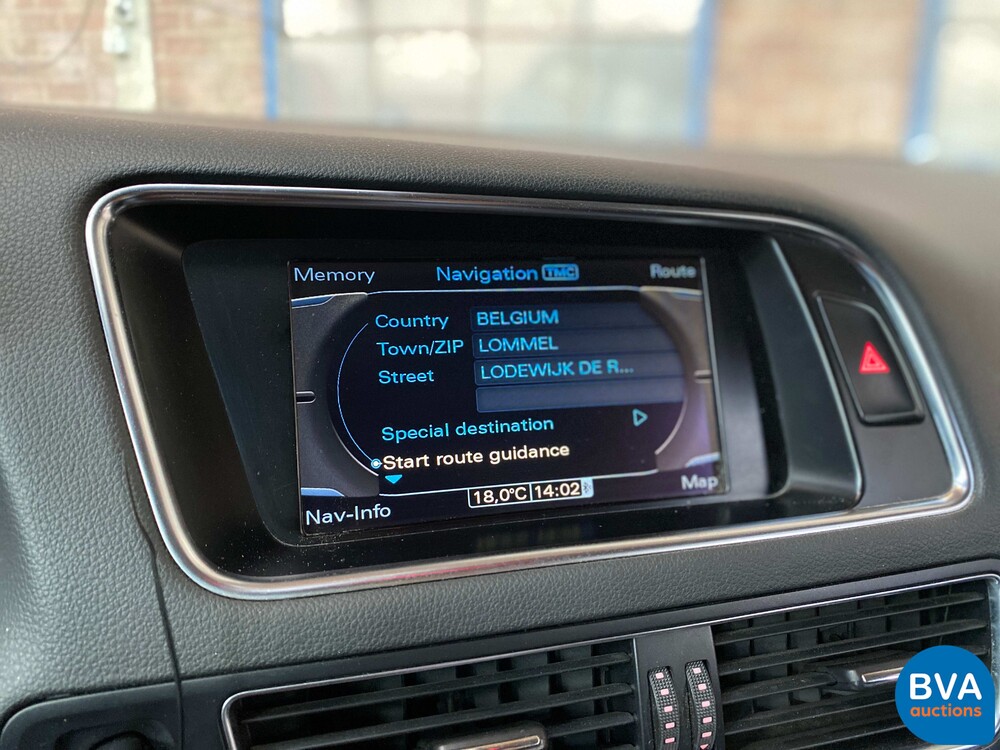 Memory Navigation TMC Route
Country BELGIUM
Town/ZIP LOMMEL
Street LODEWIJK DE R...
Special destination
Start route guidance
18,0°C 14:02
Nav-Info Map
BVA
auctions